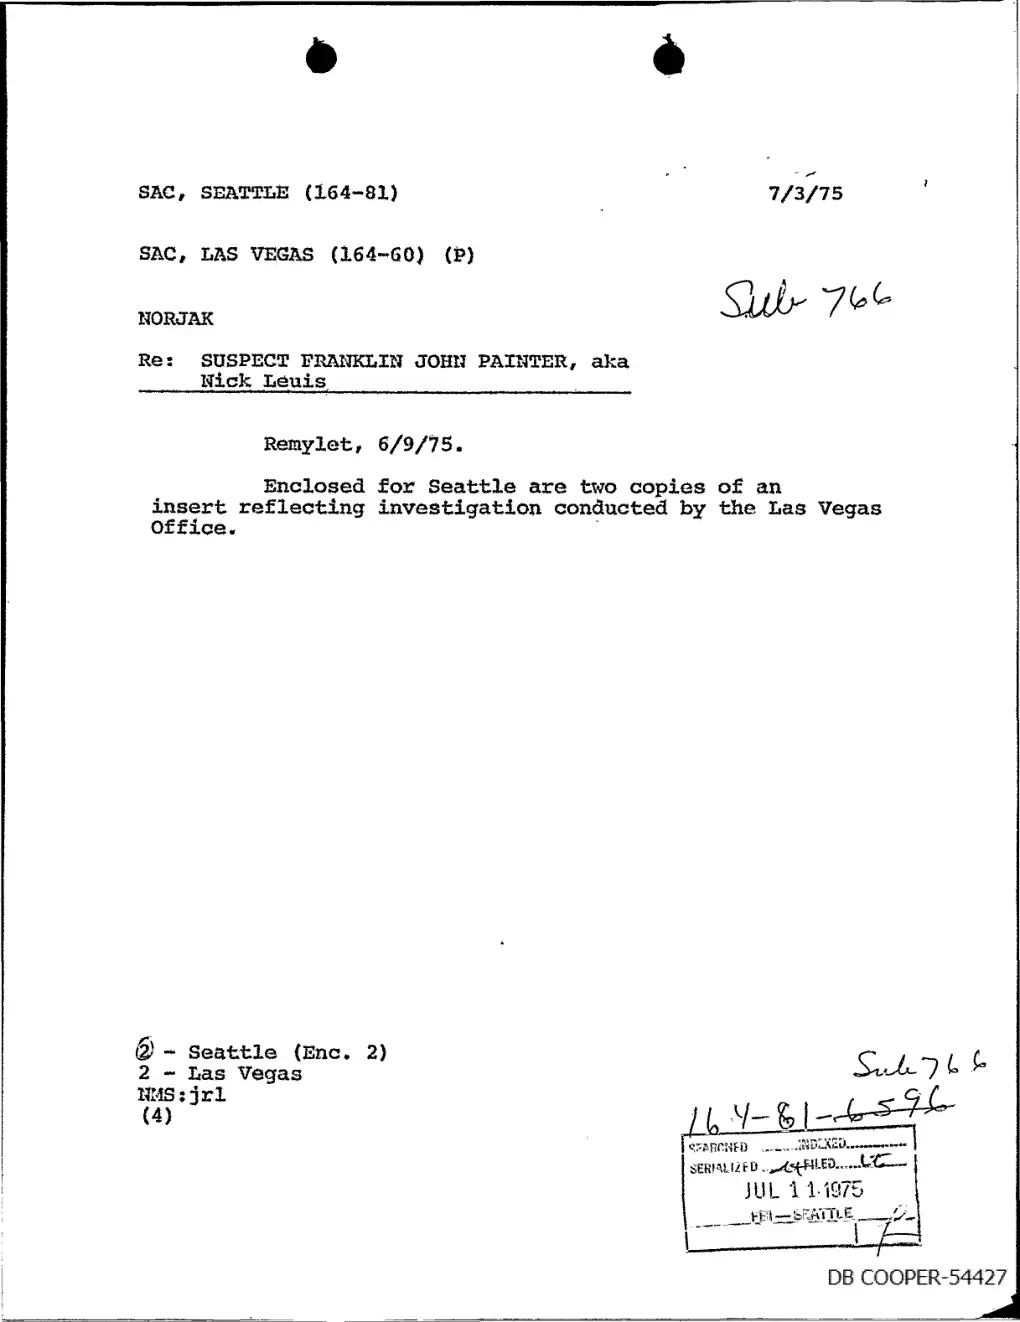 SAC, SEATTLE (164-81) 7/3/75
SAC, LAS VEGAS (164-60) (P)
Sub 766
NORJAK
Re: SUSPECT FRANKLIN JOHN PAINTER, aka
Nick Leuis
Remylet, 6/9/75.
Enclosed for Seattle are two copies of an
insert reflecting investigation conducted by the Las Vegas
Office.
2 - Seattle (Enc. 2)
2 - Las Vegas
NMS:jrl
(4)
Sub 766
164-81-6596
SEARCHED INDEXED
SERIALIZED FILED
JUL 11 1975
FBI—SEATTLE
DB COOPER-54427